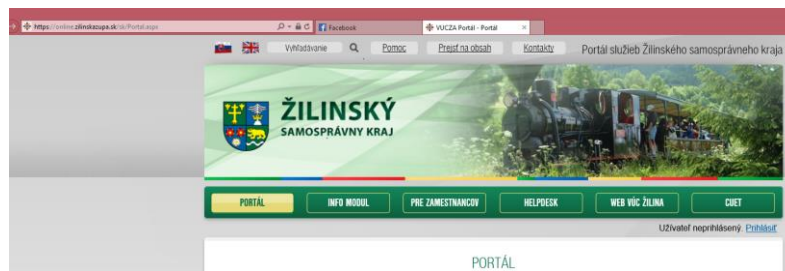 https://online.zilinskazupa.sk/sk/Portal.aspx
Facebook
VUCZA Portál - Portál
Vyhľadávanie
Pomoc
Prejsť na obsah
Kontakty
Portál služieb Žilinského samosprávneho kraja
ŽILINSKÝ
SAMOSPRÁVNY KRAJ
PORTÁL
INFO MODUL
PRE ZAMESTNANCOV
HELPDESK
WEB VÚC ŽILINA
CUET
Užívateľ neprihlásený. Prihlásiť
PORTÁL